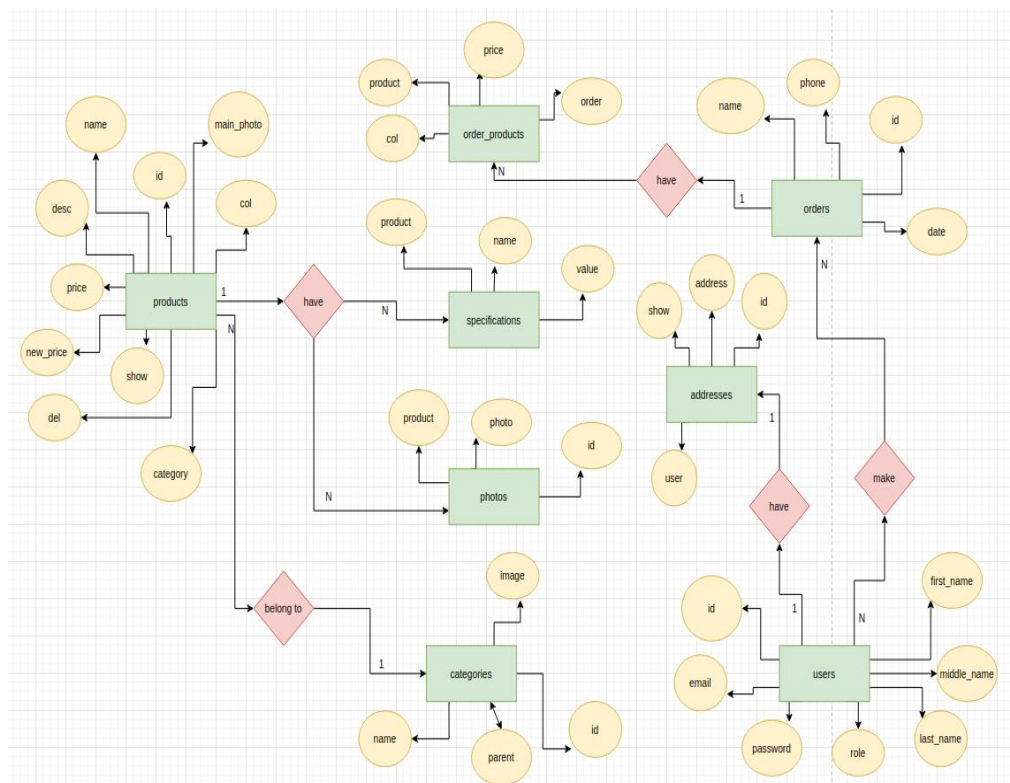 price
product
order
col
order_products
name
phone
id
orders
date
have
N
1
name
main_photo
id
desc
col
price
products
new_price
show
del
category
1
N
have
N
N
product
name
value
specifications
product
photo
id
photos
show
address
id
addresses
user
1
N
have
make
1
N
belong to
1
image
categories
name
parent
id
id
first_name
email
users
middle_name
password
role
last_name